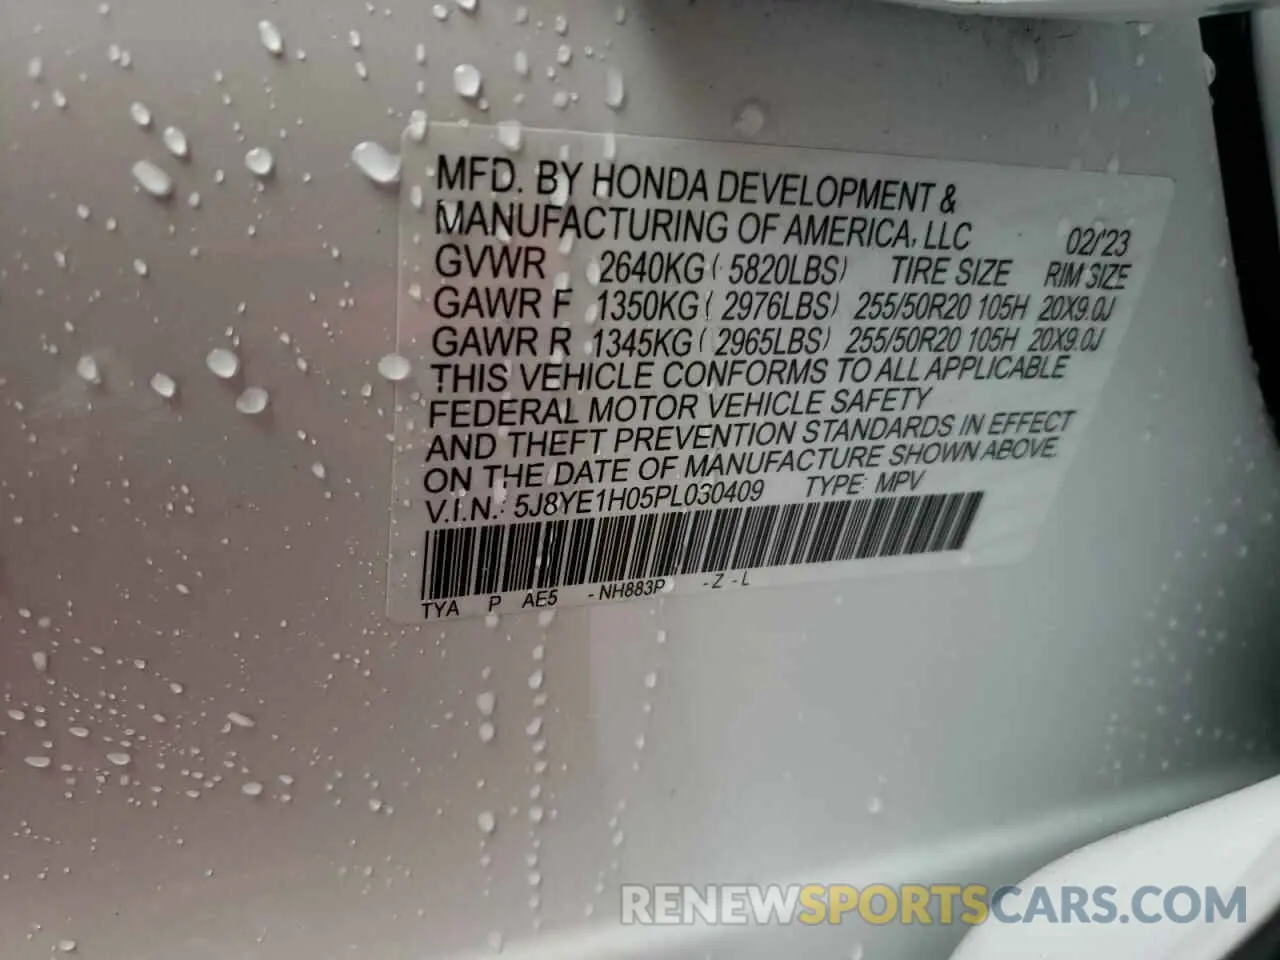 MFD. BY HONDA DEVELOPMENT &
MANUFACTURING OF AMERICA, LLC 02/'23
GVWR 2640KG ( 5820LBS) TIRE SIZE RIM SIZE
GAWR F 1350KG ( 2976LBS) 255/50R20 105H 20X9.0J
GAWR R 1345KG ( 2965LBS) 255/50R20 105H 20X9.0J
THIS VEHICLE CONFORMS TO ALL APPLICABLE
FEDERAL MOTOR VEHICLE SAFETY
AND THEFT PREVENTION STANDARDS IN EFFECT
ON THE DATE OF MANUFACTURE SHOWN ABOVE.
V.I.N.: 5J8YE1H05PL030409 TYPE: MPV
TYA P AE5 - NH883P - Z - L
RENEWSPORTSCARS.COM